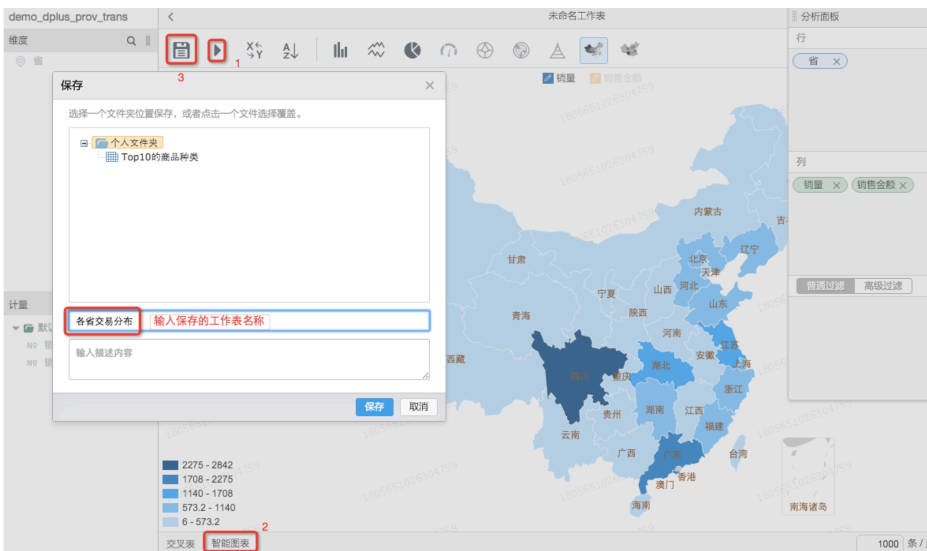 demo_dplus_prov_trans
未命名工作表
分析面板
维度
省
1
3
行
省
销量
销售金额
保存
选择一个文件夹位置保存，或者点击一个文件选择覆盖。
个人文件夹
Top10的商品种类
列
销量
销售金额
普通过滤
高级过滤
计量
各省交易分布
输入保存的工作表名称
输入描述内容
保存
取消
内蒙古
甘肃
北京
辽宁
天津
宁夏
山西
河北
青海
陕西
山东
河南
西藏
四川
重庆
湖北
安徽
江苏
上海
浙江
贵州
湖南
江西
福建
云南
广西
广东
台湾
香港
澳门
海南
南海诸岛
2275 - 2842
1708 - 2275
1140 - 1708
573.2 - 1140
6 - 573.2
2
交叉表
智能图表
1000
条 /